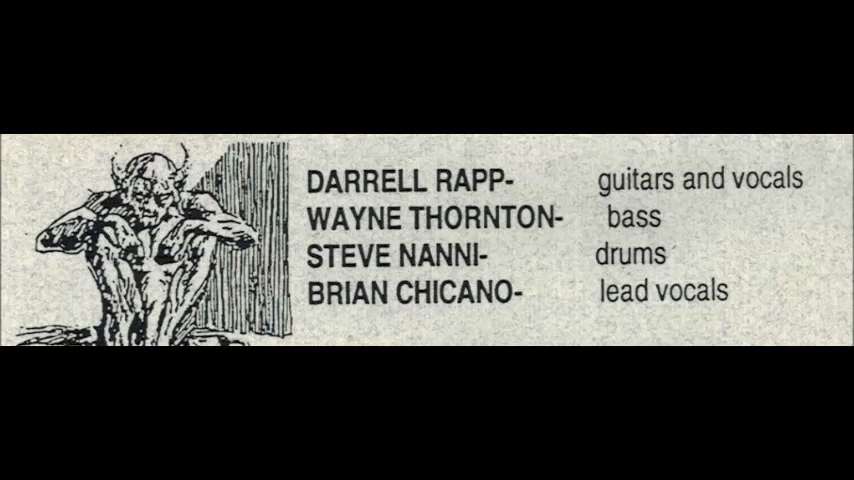 DARRELL RAPP- guitars and vocals
WAYNE THORNTON- bass
STEVE NANNI- drums
BRIAN CHICANO- lead vocals